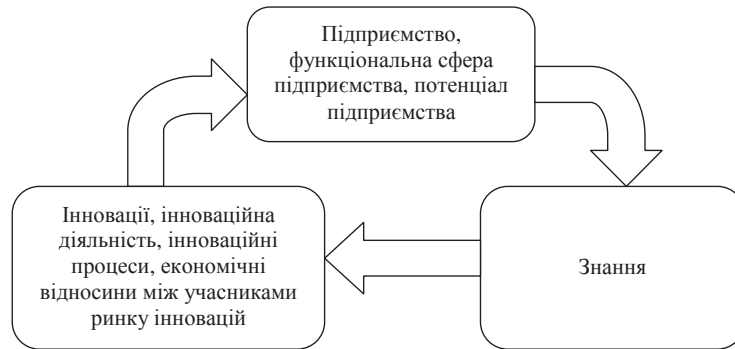 Підприємство,
функціональна сфера
підприємства, потенціал
підприємства
Інновації, інноваційна
діяльність, інноваційні
процеси, економічні
відносини між учасниками
ринку інновацій
Знання